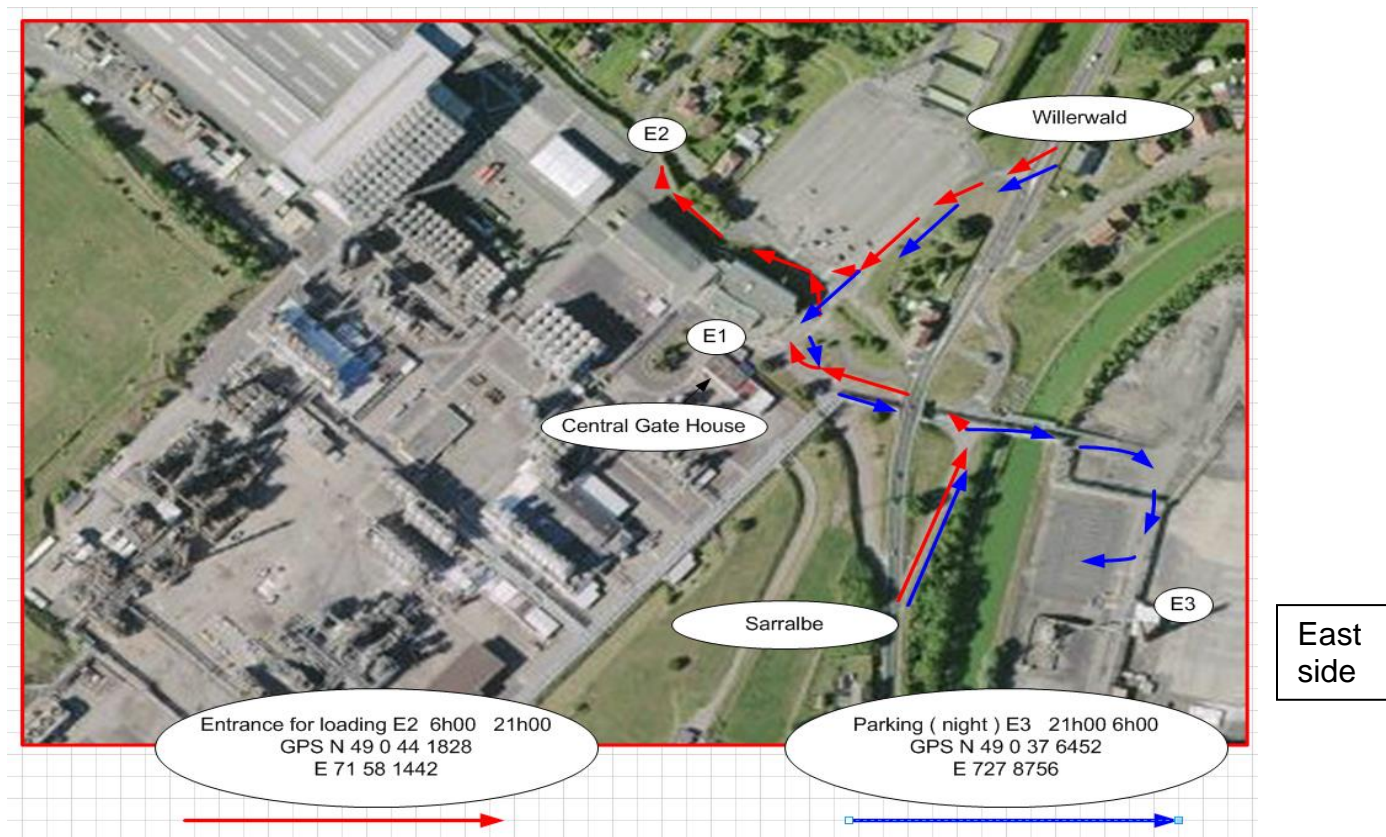 Willerwald
E2
E1
Central Gate House
E3
Sarralbe
East
side
Entrance for loading E2 6h00 21h00
GPS N 49 0 44 1828
E 71 58 1442
Parking ( night ) E3 21h00 6h00
GPS N 49 0 37 6452
E 727 8756